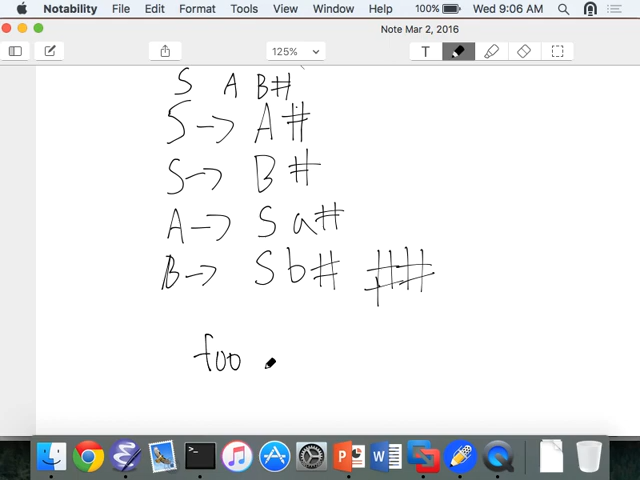 Notability File Edit Format Tools View Window Help 100% Wed 9:06 AM
Note Mar 2, 2016
125% T
S A B#
S -> A #
S -> B #
A -> S a#
B -> S b# ###
foo